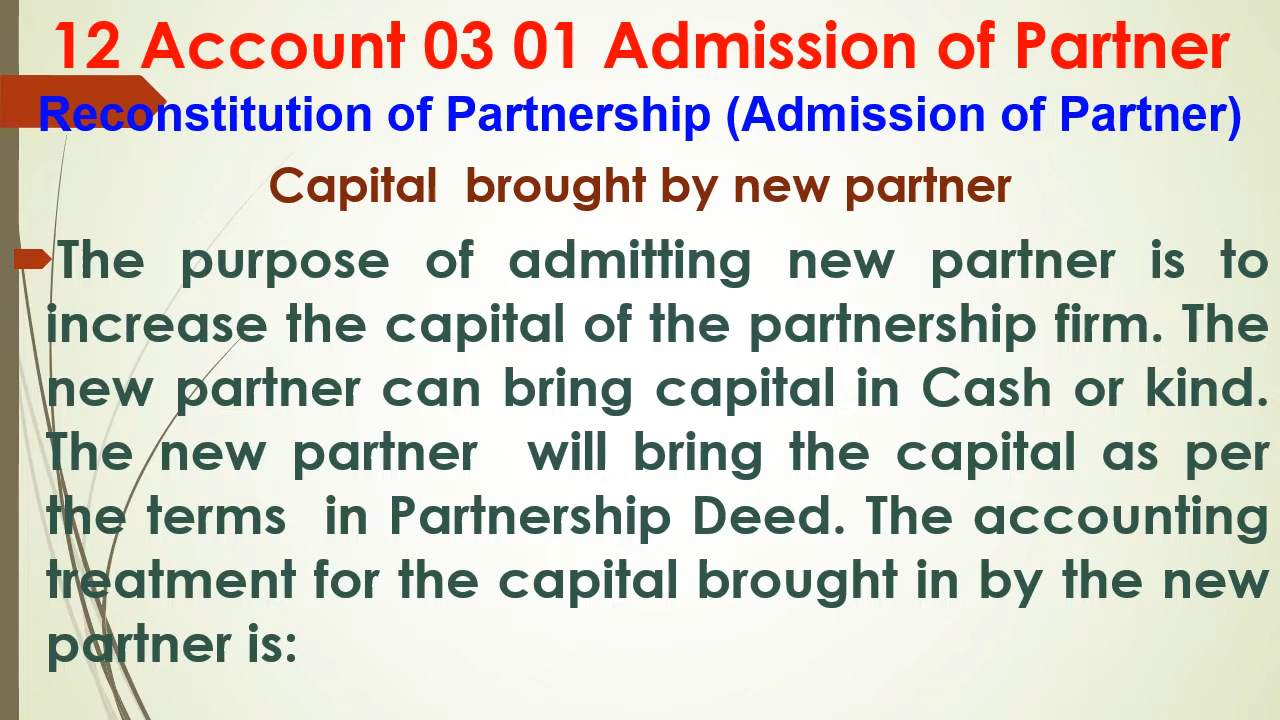 12 Account 03 01 Admission of Partner
Reconstitution of Partnership (Admission of Partner)
Capital brought by new partner
The purpose of admitting new partner is to
increase the capital of the partnership firm. The
new partner can bring capital in Cash or kind.
The new partner will bring the capital as per
the terms in Partnership Deed. The accounting
treatment for the capital brought in by the new
partner is: